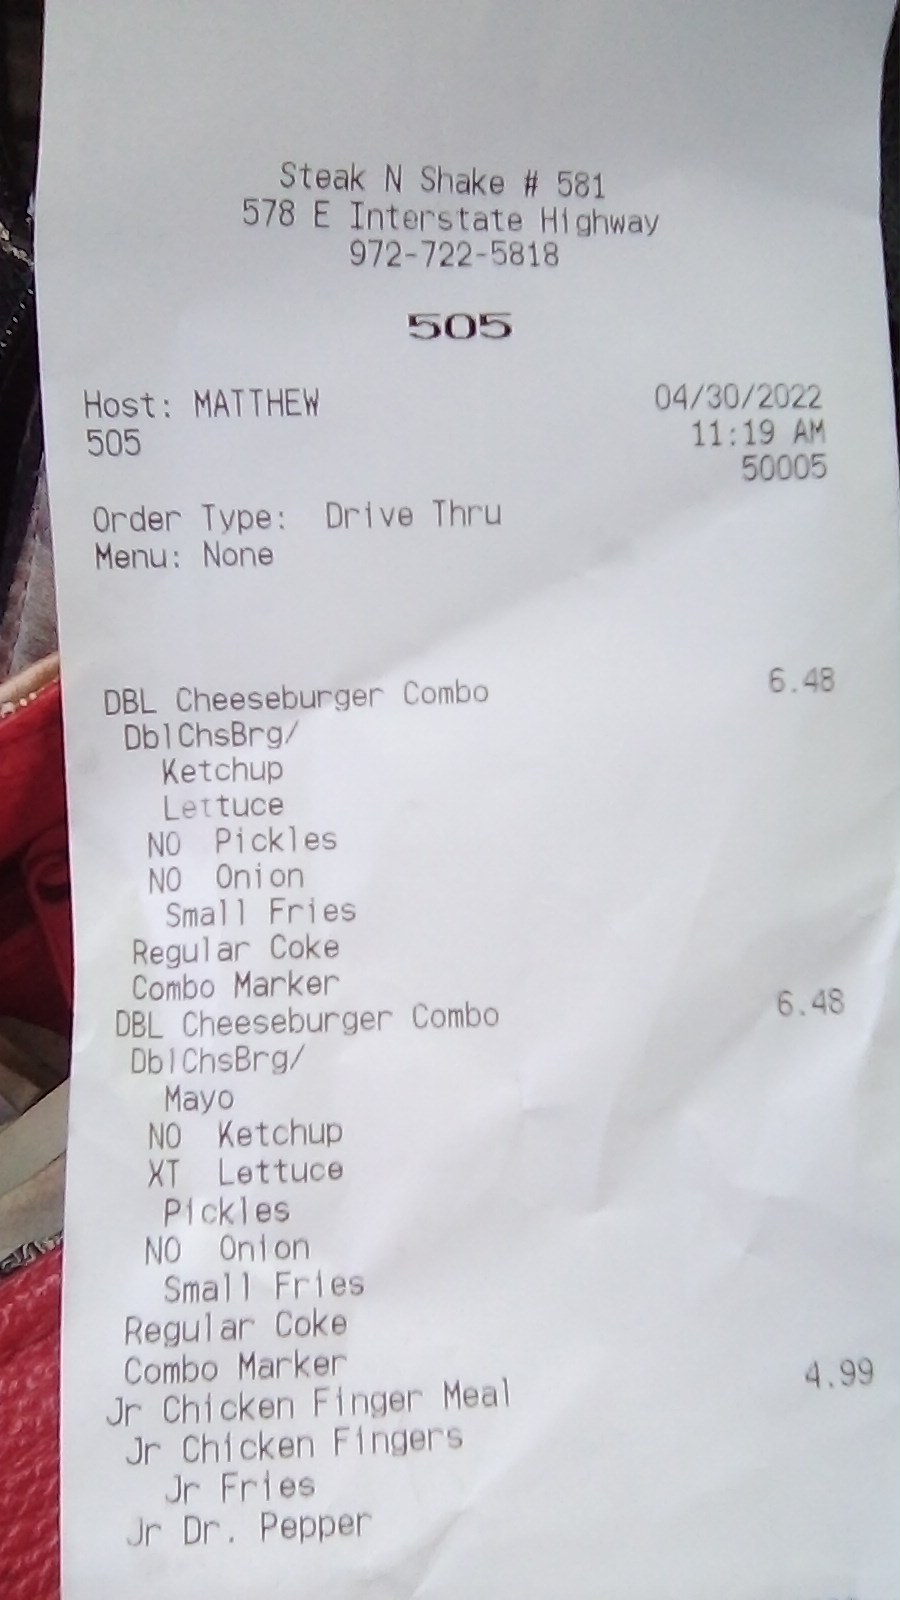 Steak N Shake # 581
578 E Interstate Highway
972-722-5818
505
Host: MATTHEW 04/30/2022
505 11:19 AM
50005
Order Type: Drive Thru
Menu: None
DBL Cheeseburger Combo 6.48
DblChsBrg/
Ketchup
Lettuce
NO Pickles
NO Onion
Small Fries
Regular Coke
Combo Marker
DBL Cheeseburger Combo 6.48
DblChsBrg/
Mayo
NO Ketchup
XT Lettuce
Pickles
NO Onion
Small Fries
Regular Coke
Combo Marker
Jr Chicken Finger Meal 4.99
Jr Chicken Fingers
Jr Fries
Jr Dr. Pepper